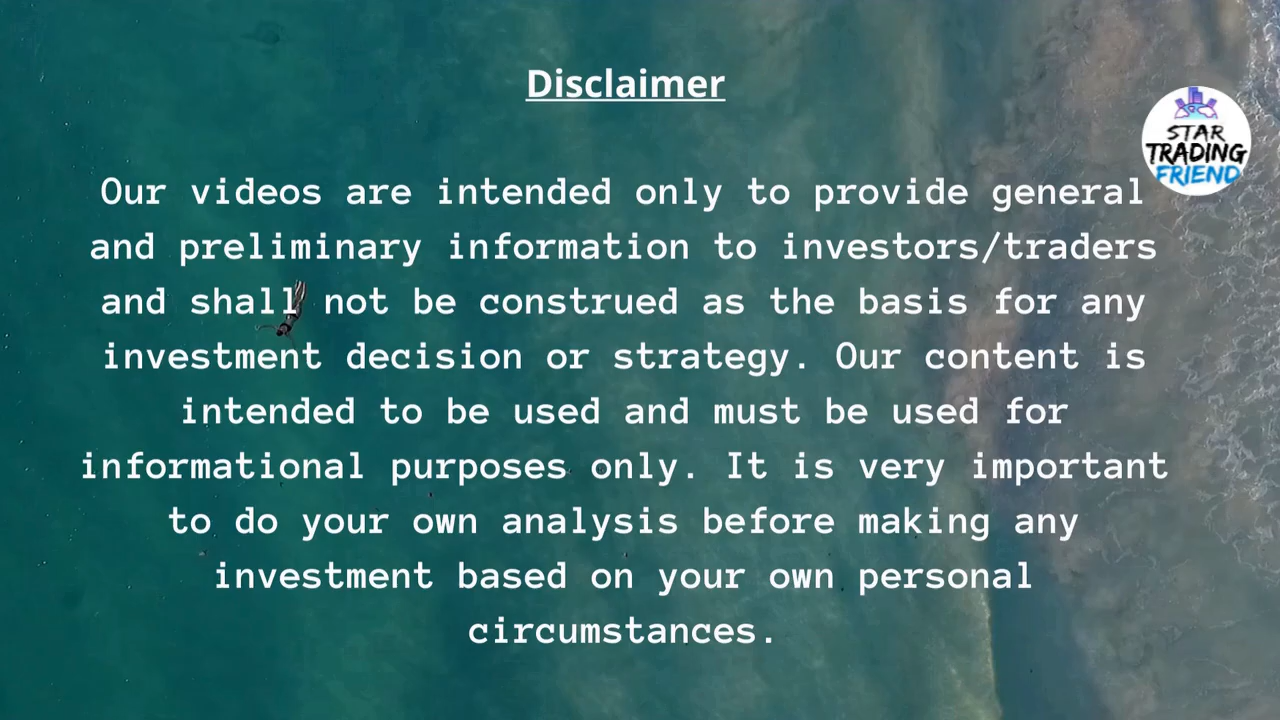 Disclaimer
STAR
TRADING
FRIEND
Our videos are intended only to provide general
and preliminary information to investors/traders
and shall not be construed as the basis for any
investment decision or strategy. Our content is
intended to be used and must be used for
informational purposes only. It is very important
to do your own analysis before making any
investment based on your own personal
circumstances.